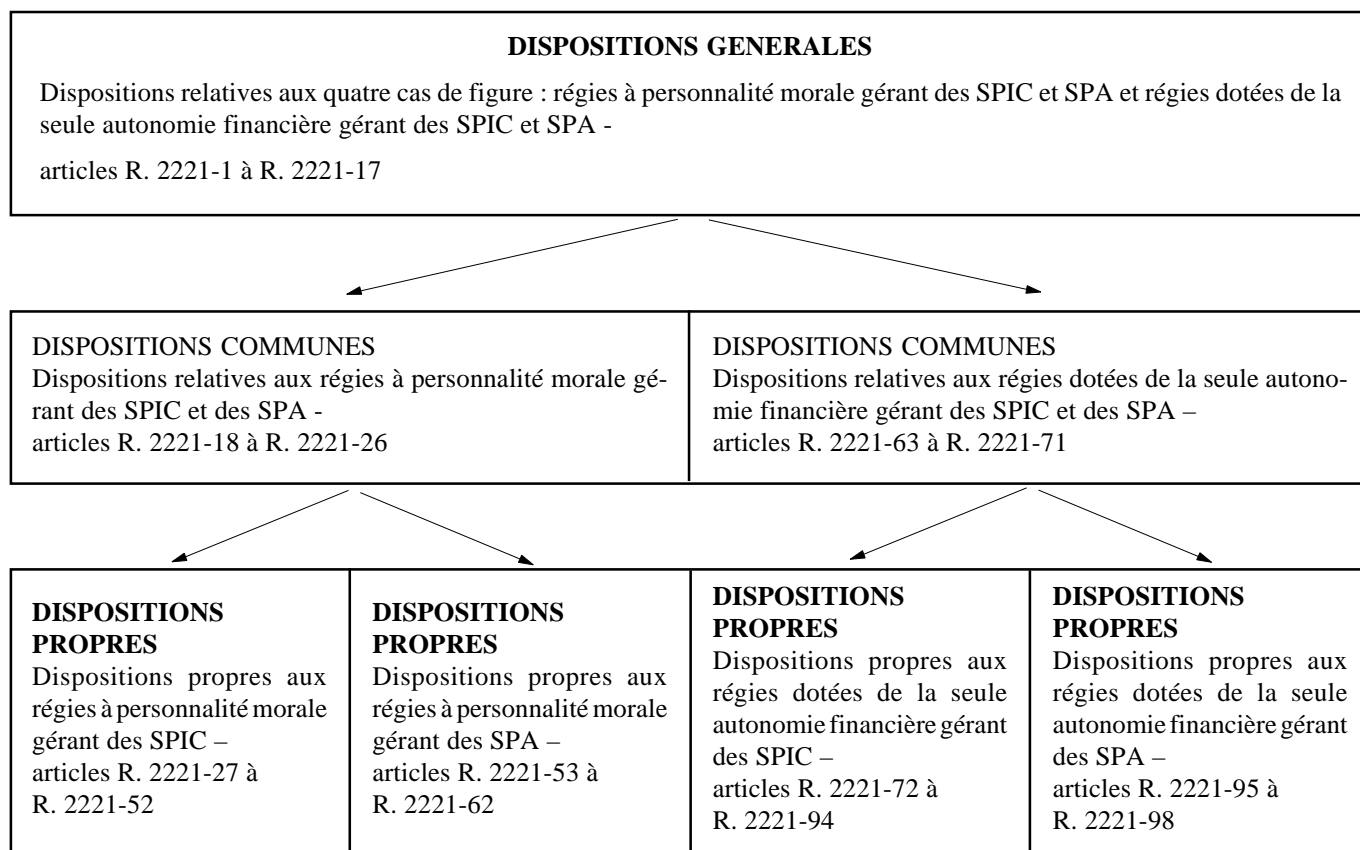 DISPOSITIONS GENERALES
Dispositions relatives aux quatre cas de figure : régies à personnalité morale gérant des SPIC et SPA et régies dotées de la
seule autonomie financière gérant des SPIC et SPA -
articles R. 2221-1 à R. 2221-17
DISPOSITIONS COMMUNES
Dispositions relatives aux régies à personnalité morale gé-
rant des SPIC et des SPA -
articles R. 2221-18 à R. 2221-26
DISPOSITIONS COMMUNES
Dispositions relatives aux régies dotées de la seule autono-
mie financière gérant des SPIC et des SPA –
articles R. 2221-63 à R. 2221-71
DISPOSITIONS
PROPRES
Dispositions propres aux
régies à personnalité morale
gérant des SPIC –
articles R. 2221-27 à
R. 2221-52
DISPOSITIONS
PROPRES
Dispositions propres aux
régies à personnalité morale
gérant des SPA –
articles R. 2221-53 à
R. 2221-62
DISPOSITIONS
PROPRES
Dispositions propres aux
régies dotées de la seule
autonomie financière gérant
des SPIC –
articles R. 2221-72 à
R. 2221-94
DISPOSITIONS
PROPRES
Dispositions propres aux
régies dotées de la seule
autonomie financière gérant
des SPA –
articles R. 2221-95 à
R. 2221-98